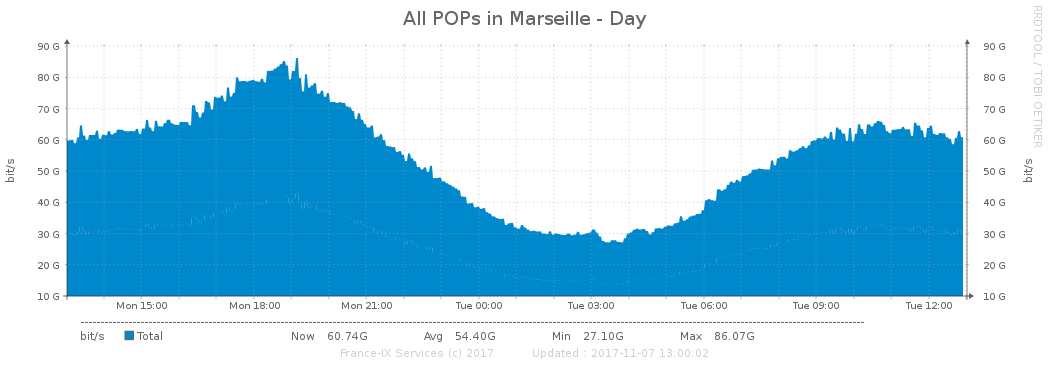 All POPs in Marseille - Day
RRDTOOL / TOBI OETIKER
90 G 90 G
80 G 80 G
70 G 70 G
60 G 60 G
50 G 50 G
40 G 40 G
30 G 30 G
20 G 20 G
10 G 10 G
bit/s
bit/s
Mon 15:00 Mon 18:00 Mon 21:00 Tue 00:00 Tue 03:00 Tue 06:00 Tue 09:00 Tue 12:00
bit/s Total Now 60.74G Avg 54.40G Min 27.10G Max 86.07G
France-IX Services (c) 2017 Updated : 2017-11-07 13:00:02